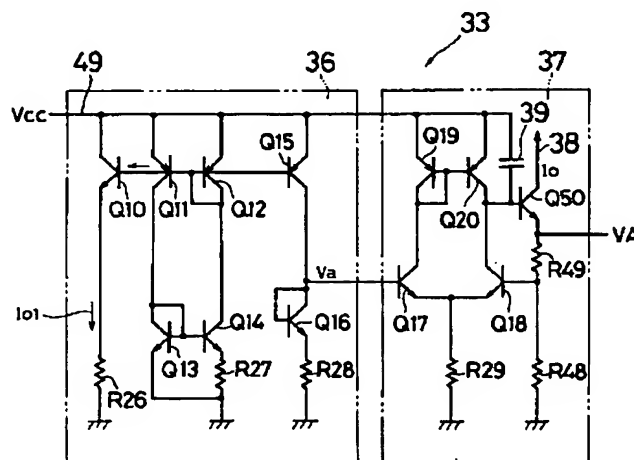 33
49
36
37
39
38
Vcc
Q15
Q19
Io
Q10
Q11
Q12
Q20
Q50
VA
Va
R49
Io1
Q14
Q16
Q17
Q18
Q13
R26
R27
R28
R29
R48